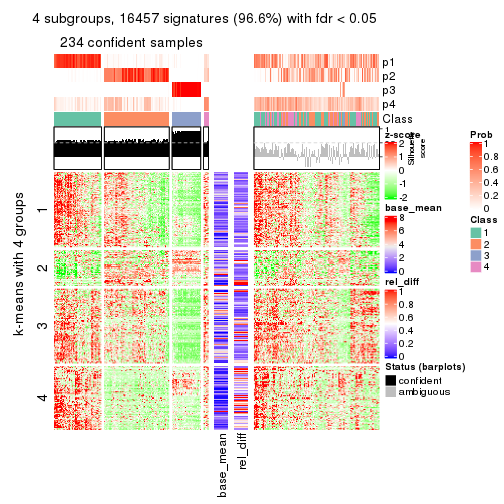 4 subgroups, 16457 signatures (96.6%) with fdr < 0.05
234 confident samples
p1
p2
p3
p4
Class
1
Silhouette
score
k-means with 4 groups
1
2
3
4
base_mean
rel_diff
z-score
2
1
0
-1
-2
base_mean
8
6
4
2
0
rel_diff
1
0.8
0.6
0.4
0.2
0
Status (barplots)
confident
ambiguous
Prob
1
0.8
0.6
0.4
0.2
0
Class
1
2
3
4